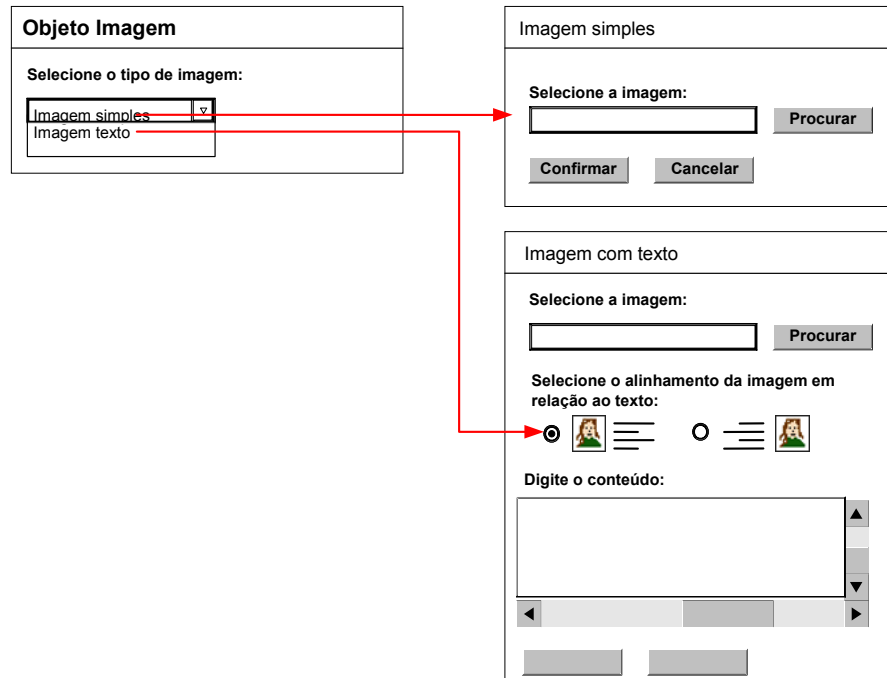 Objeto Imagem
Selecione o tipo de imagem:
Imagem simples
Imagem texto
Imagem simples
Selecione a imagem:
Procurar
Confirmar
Cancelar
Imagem com texto
Selecione a imagem:
Procurar
Selecione o alinhamento da imagem em
relação ao texto:
Digite o conteúdo: